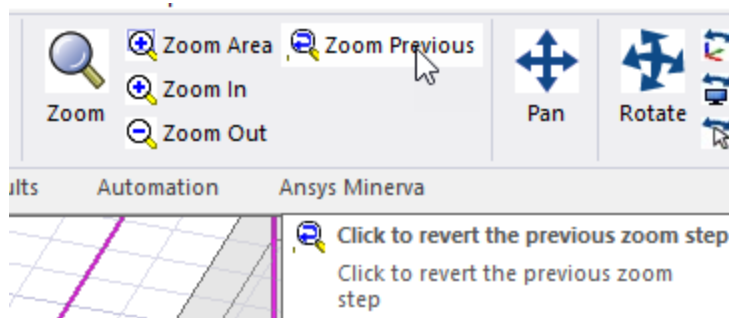 Zoom Area
Zoom Previous
Zoom In
Zoom
Pan
Rotate
Zoom Out
Automation
Ansys Minerva
Click to revert the previous zoom step
Click to revert the previous zoom
step